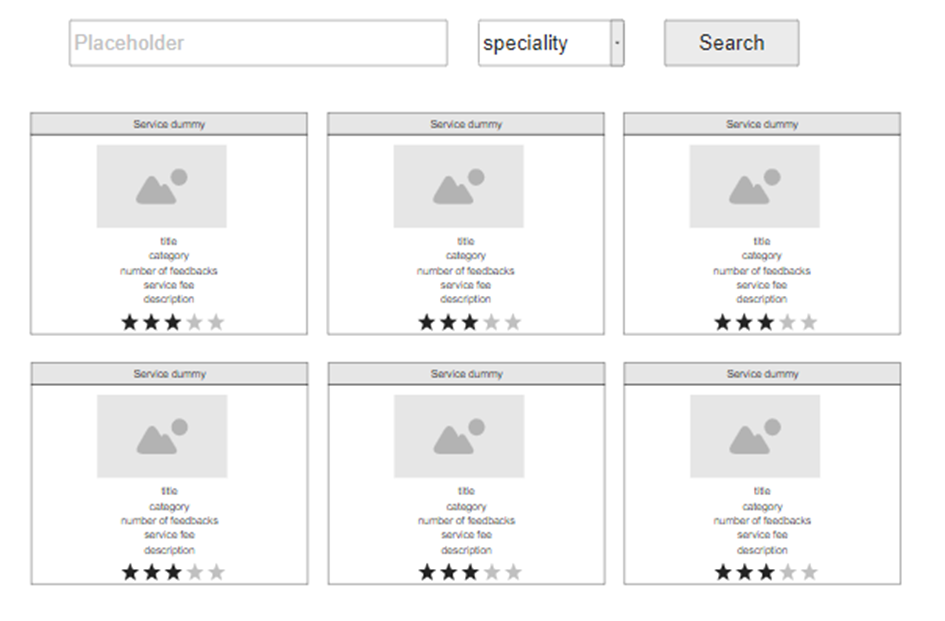 Placeholder
speciality
Search
Service dummy
title
category
number of feedbacks
service fee
description
Service dummy
title
category
number of feedbacks
service fee
description
Service dummy
title
category
number of feedbacks
service fee
description
Service dummy
title
category
number of feedbacks
service fee
description
Service dummy
title
category
number of feedbacks
service fee
description
Service dummy
title
category
number of feedbacks
service fee
description